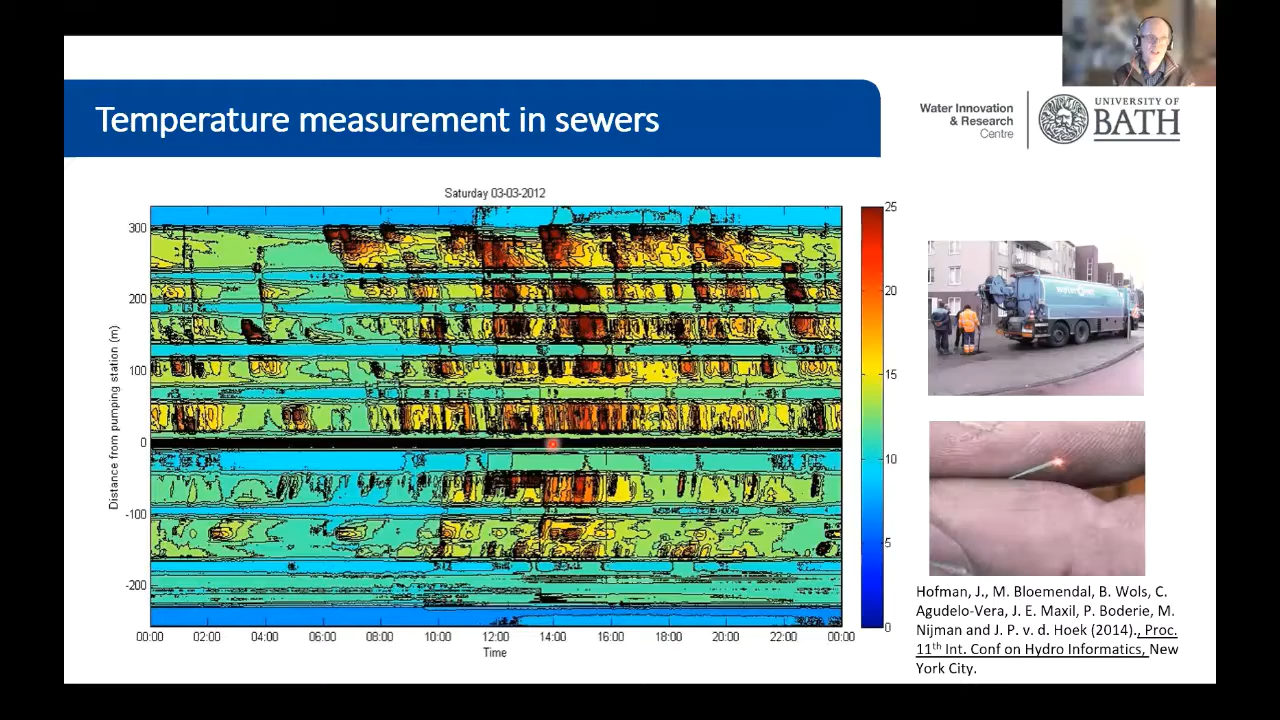 Temperature measurement in sewers
Water Innovation
& Research
Centre
UNIVERSITY OF
BATH
Saturday 03-03-2012
Distance from pumping station (m)
300
200
100
0
-100
-200
00:00 02:00 04:00 06:00 08:00 10:00 12:00 14:00 16:00 18:00 20:00 22:00 00:00
Time
25
20
15
10
5
0
Hofman, J., M. Bloemendal, B. Wols, C.
Agudelo-Vera, J. E. Maxil, P. Boderie, M.
Nijman and J. P. v. d. Hoek (2014)., Proc.
11th Int. Conf on Hydro Informatics, New
York City.